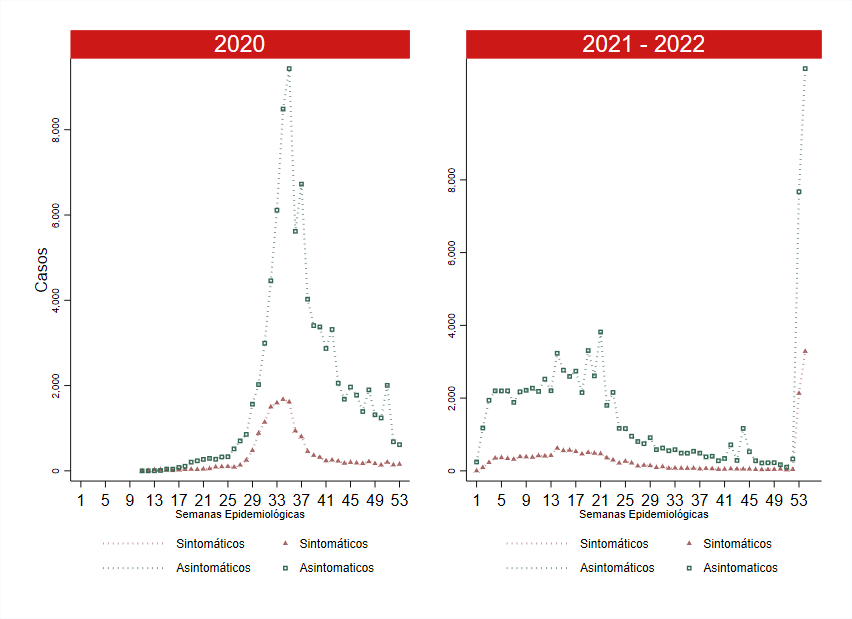 2020
2021 - 2022
Casos
8,000
6,000
4,000
2,000
0
1 5 9 13 17 21 25 29 33 37 41 45 49 53
Semanas Epidemiológicas
Sintomáticos Sintomáticos
Asintomáticos Asintomaticos
8,000
6,000
4,000
2,000
0
1 5 9 13 17 21 25 29 33 37 41 45 49 53
Semanas Epidemiológicas
Sintomáticos Sintomáticos
Asintomáticos Asintomaticos